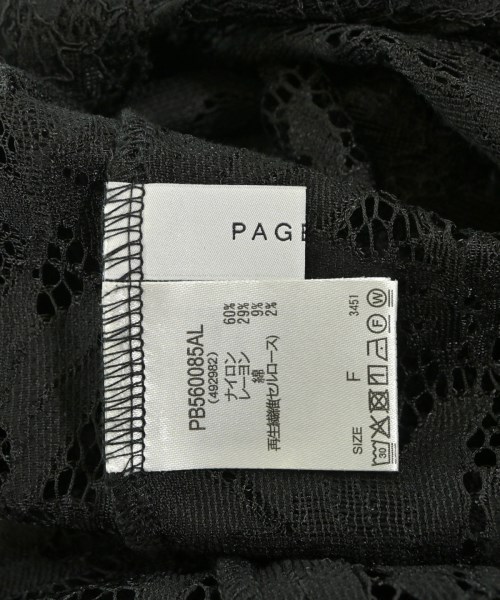 PAGE
PB560085AL
(492982)
ナイロン 60%
レーヨン 29%
綿 9%
再生繊維(セルロース) 2%
SIZE F 3451
30 F W